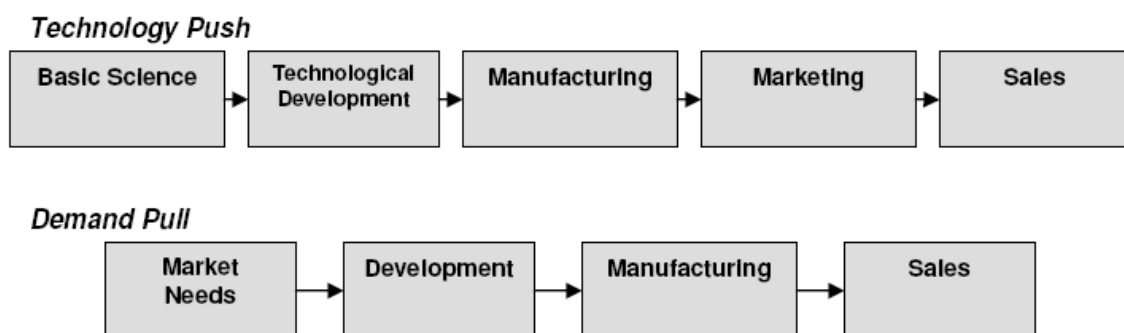 Technology Push
Basic Science
Technological
Development
Manufacturing
Marketing
Sales
Demand Pull
Market
Needs
Development
Manufacturing
Sales